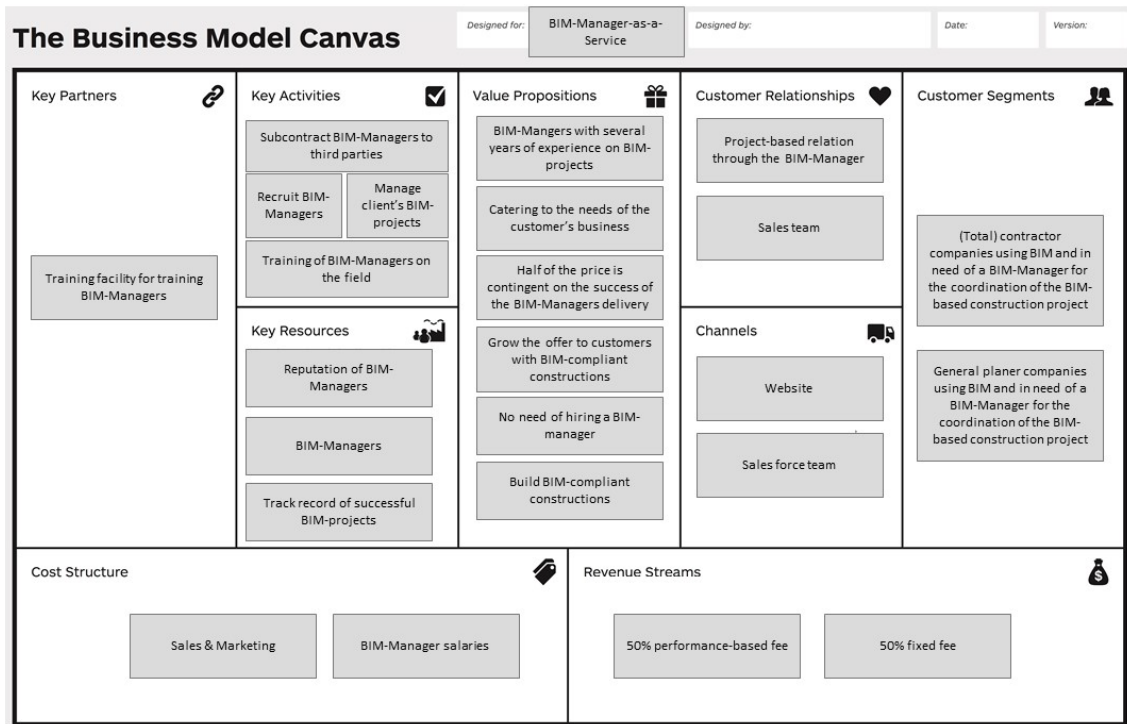 The Business Model Canvas
Designed for:
BIM-Manager-as-a-
Service
Designed by:
Date:
Version:
Key Partners
Training facility for training
BIM-Managers
Key Activities
Subcontract BIM-Managers to
third parties
Recruit BIM-
Managers
Manage
client's BIM-
projects
Training of BIM-Managers on
the field
Key Resources
Reputation of BIM-
Managers
BIM-Managers
Track record of successful
BIM-projects
Value Propositions
BIM-Mangers with several
years of experience on BIM-
projects
Catering to the needs of the
customer's business
Half of the price is
contingent on the success of
the BIM-Managers delivery
Grow the offer to customers
with BIM-compliant
constructions
No need of hiring a BIM-
manager
Build BIM-compliant
constructions
Customer Relationships
Project-based relation
through the BIM-Manager
Sales team
Channels
Website
Sales force team
Customer Segments
(Total) contractor
companies using BIM and in
need of a BIM-Manager for
the coordination of the BIM-
based construction project
General planer companies
using BIM and in need of a
BIM-Manager for the
coordination of the BIM-
based construction project
Cost Structure
Sales & Marketing
BIM-Manager salaries
Revenue Streams
$
50% performance-based fee
50% fixed fee